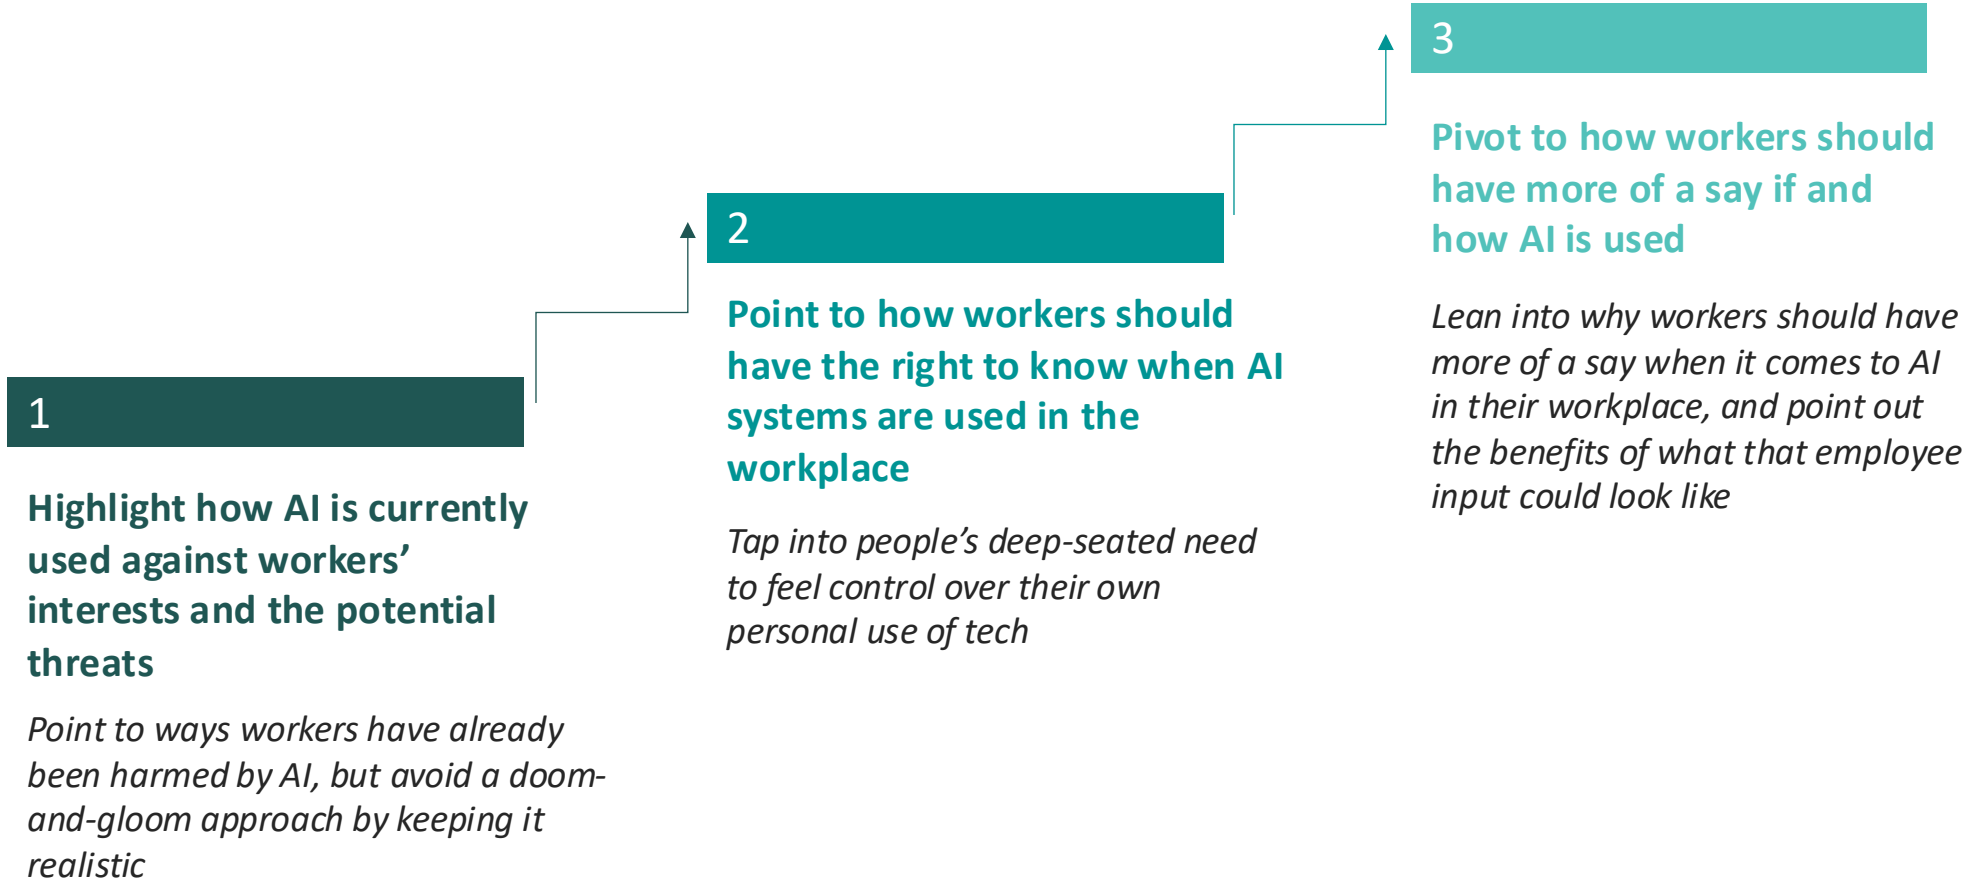 1
Highlight how AI is currently
used against workers’
interests and the potential
threats
Point to ways workers have already
been harmed by AI, but avoid a doom-
and-gloom approach by keeping it
realistic
2
Point to how workers should
have the right to know when AI
systems are used in the
workplace
Tap into people’s deep-seated need
to feel control over their own
personal use of tech
3
Pivot to how workers should
have more of a say if and
how AI is used
Lean into why workers should have
more of a say when it comes to AI
in their workplace, and point out
the benefits of what that employee
input could look like